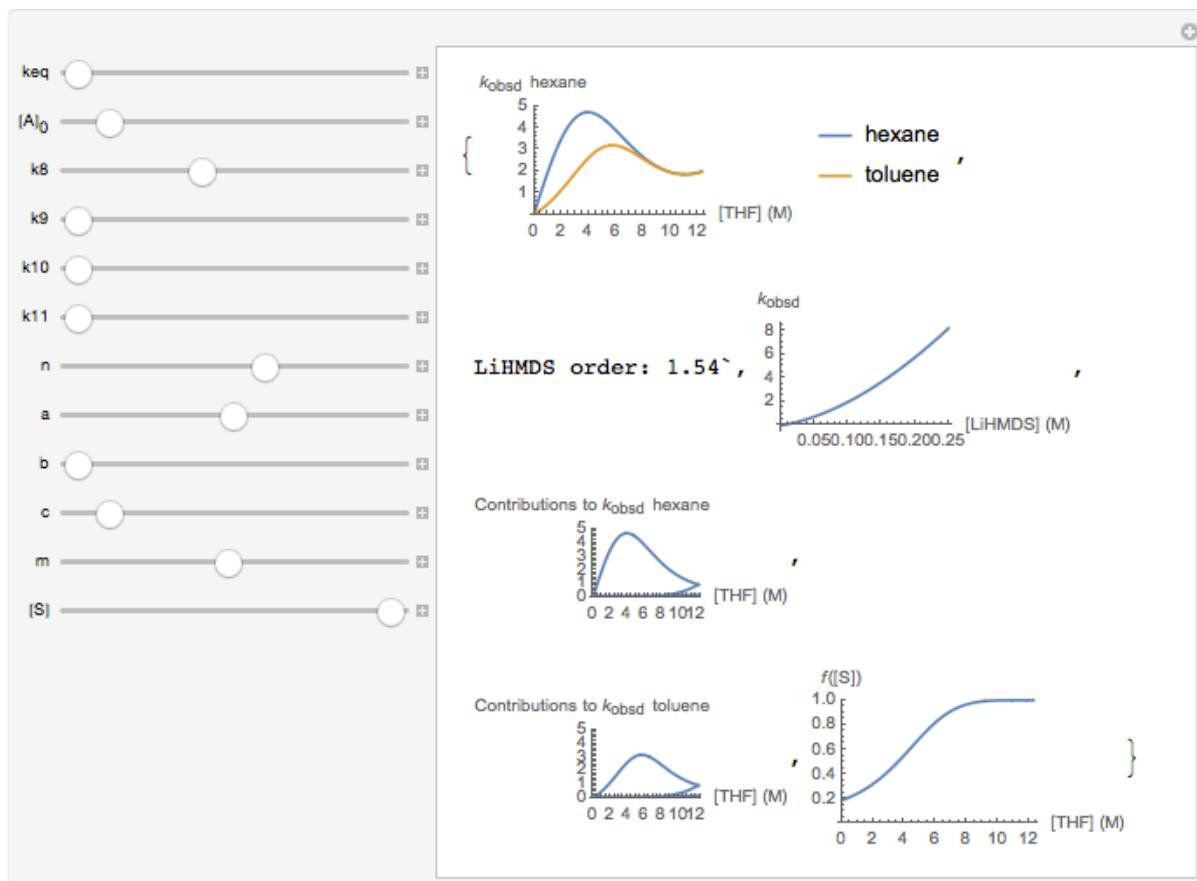 keq
[A]0
k8
k9
k10
k11
n
a
b
c
m
[S]
{
kobsd hexane
5
4
3
2
1
0 2 4 6 8 10 12
[THF] (M)
hexane
toluene
,
LiHMDS order: 1.54`,
kobsd
8
6
4
2
0.050.100.150.200.25
[LiHMDS] (M)
,
Contributions to kobsd hexane
5
4
3
2
1
0
0 2 4 6 8 1012
[THF] (M)
,
Contributions to kobsd toluene
5
4
3
2
1
0
0 2 4 6 8 1012
[THF] (M)
,
f([S])
1.0
0.8
0.6
0.4
0.2
0 2 4 6 8 10 12
[THF] (M)
}